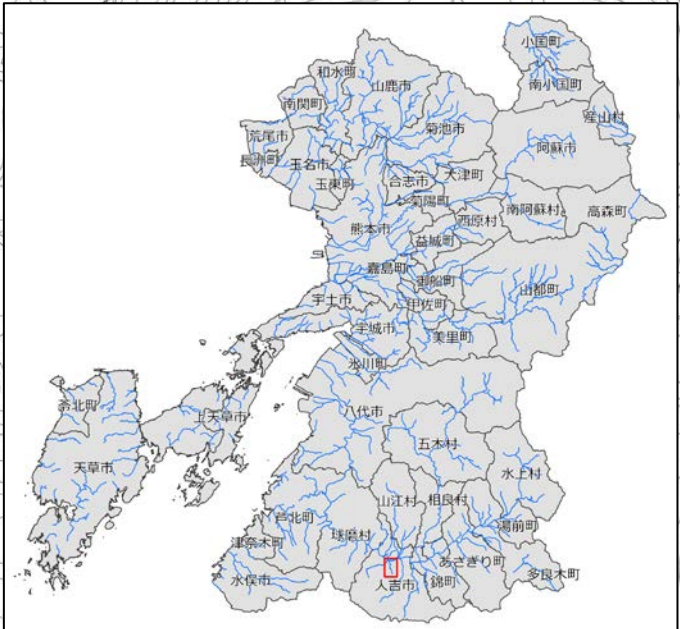 小国町
和水町
山鹿市
南小国町
南関町
産山村
荒尾市
菊池市
阿蘇市
長洲町
玉名市
玉東町
合志市
大津町
菊陽町
南阿蘇村
高森町
西原村
熊本市
益城町
嘉島町
御船町
山都町
宇土市
甲佐町
宇城市
美里町
氷川町
苓北町
八代市
上天草市
五木村
天草市
水上村
山江村
相良村
芦北町
湯前町
球磨村
津奈木町
あさぎり町
多良木町
水俣市
人吉市
錦町